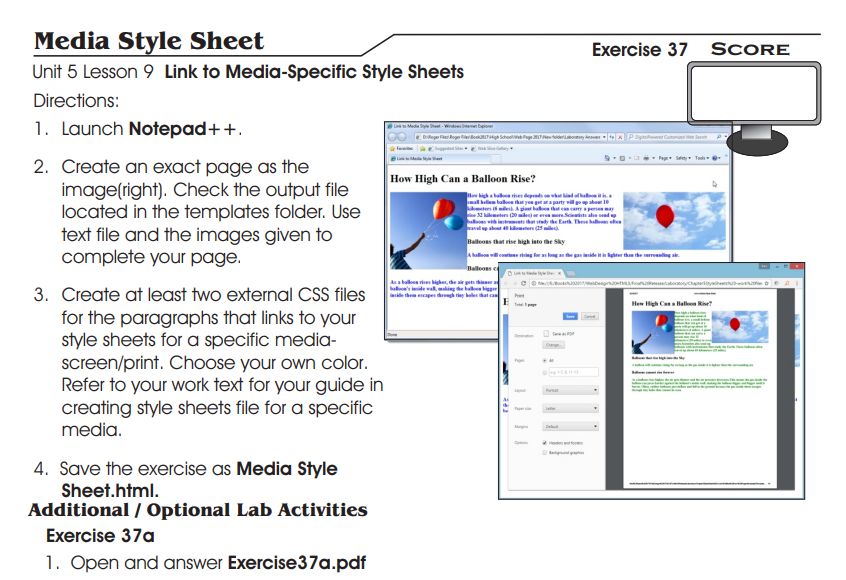 Media Style Sheet
Exercise 37 SCORE
Unit 5 Lesson 9 Link to Media-Specific Style Sheets
Directions:
1. Launch Notepad++.
2. Create an exact page as the
image(right). Check the output file
located in the templates folder. Use
text file and the images given to
complete your page.
3. Create at least two external CSS files
for the paragraphs that links to your
style sheets for a specific media-
screen/print. Choose your own color.
Refer to your work text for your guide in
creating style sheets file for a specific
media.
4. Save the exercise as Media Style
Sheet.html.
Additional / Optional Lab Activities
Exercise 37a
1. Open and answer Exercise37a.pdf
Link to Media Style Sheet - Windows Internet Explorer
Favorites Suggested Sites Web Slice Gallery
Link to Media Style Sheet
Page Safety Tools
How High Can a Balloon Rise?
How high a balloon rises depends on what kind of balloon it is. a
small helium balloon that you get at a party will go up about 10
kilometers (6 miles). A giant balloon that can carry a person may
rise 32 kilometers (20 miles) or even more.Scientists also send up
balloons with instruments that study the Earth. These balloons often
travel up about 40 kilometers (25 miles).
Balloons that rise high into the Sky
A balloon will continue rising for as long as the gas inside it is lighter than the surrounding air.
Balloons c
As a balloon rises higher, the air gets thinner a
balloon's inside wall, making the balloon bigger
inside them escapes through tiny holes that can
Done
Link to Media Style She
Print
Total: 1 page
Save Cancel
Destination Save as PDF
Change...
Pages All
e.g. 1-5, 8, 11-13
Layout Portrait
Paper size Letter
Margins Default
Options Headers and footers
Background graphics
How High Can a Balloon Rise?
Balloons that rise high into the Sky
Balloons cannot rise forever